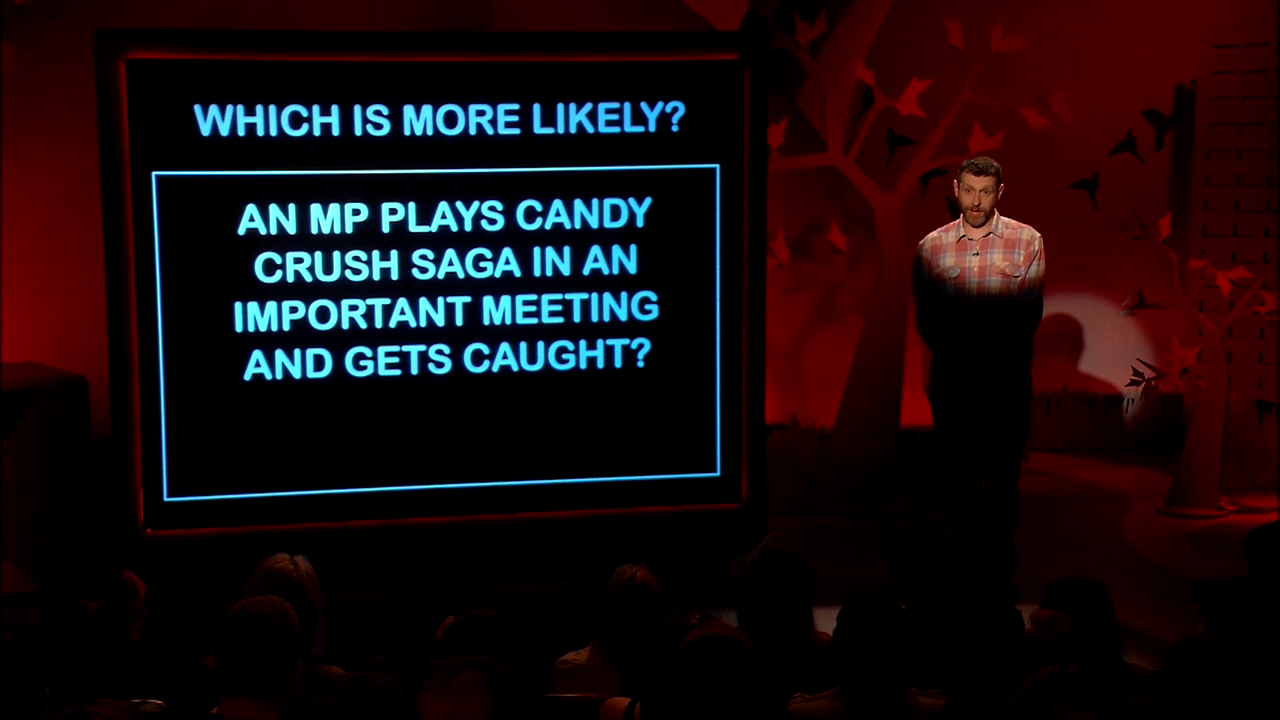 WHICH IS MORE LIKELY?
AN MP PLAYS CANDY
CRUSH SAGA IN AN
IMPORTANT MEETING
AND GETS CAUGHT?